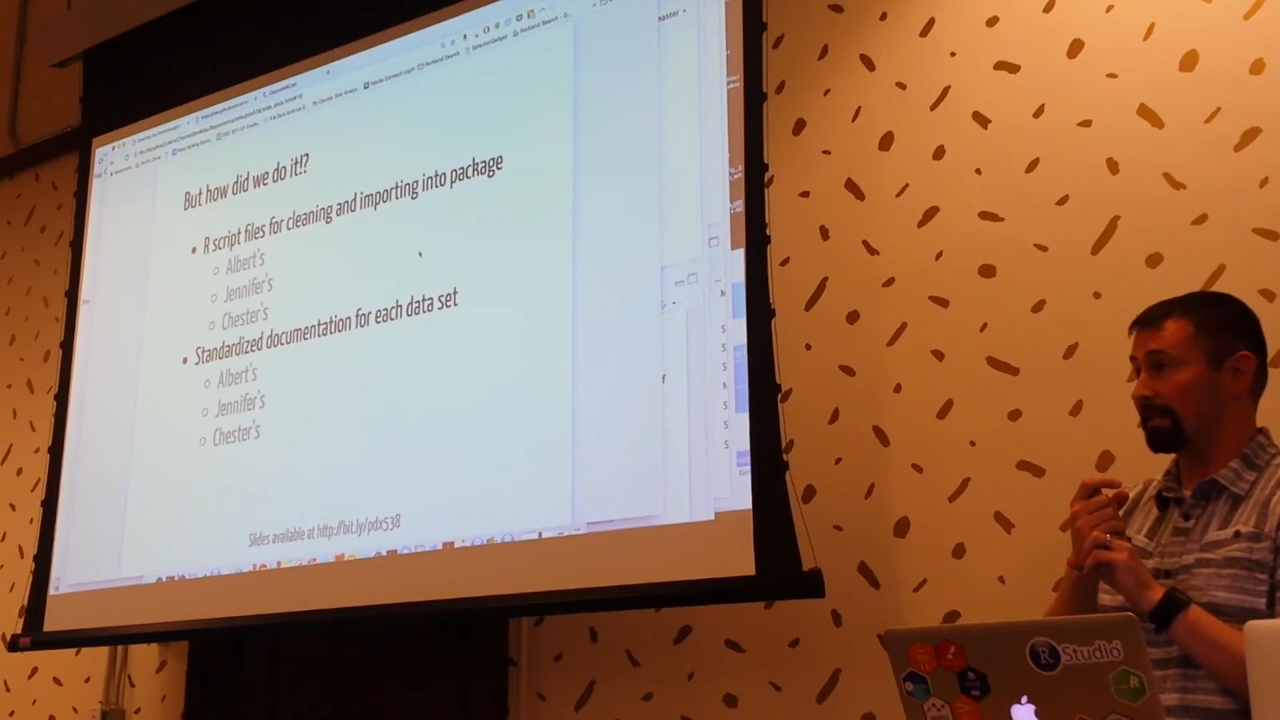 But how did we do it!?
R script files for cleaning and importing into package
Albert's
Jennifer's
Chester's
Standardized documentation for each data set
Albert's
Jennifer's
Chester's
Slides available at http://bit.ly/pdx538
R Studio